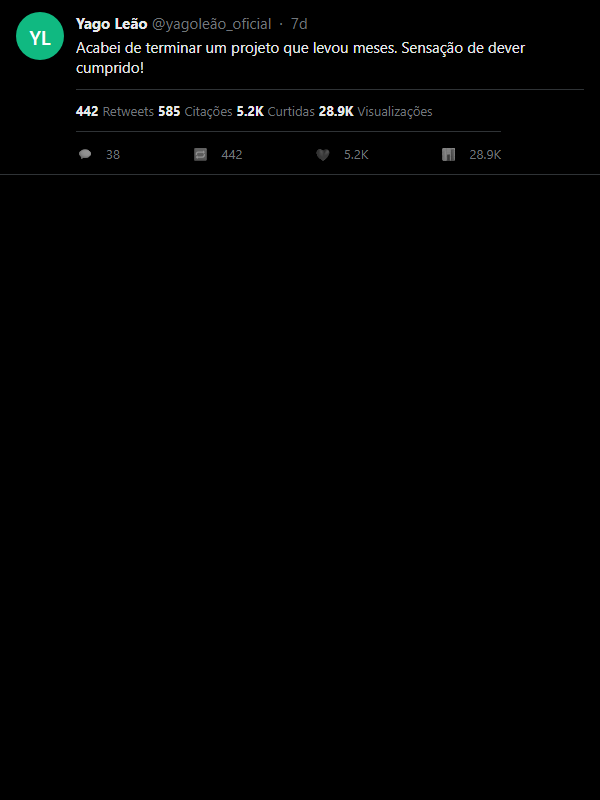 YL
Yago Leão @yagoleão_oficial · 7d
Acabei de terminar um projeto que levou meses. Sensação de dever
cumprido!
442 Retweets 585 Citações 5.2K Curtidas 28.9K Visualizações
38 442 5.2K 28.9K